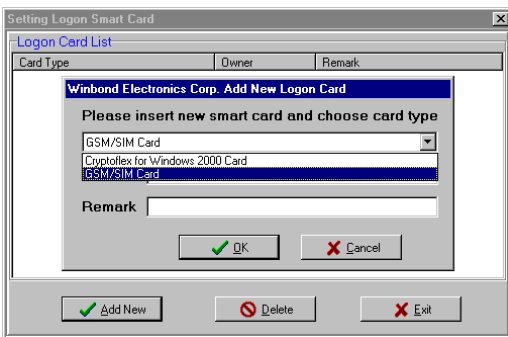 Setting Logon Smart Card
Logon Card List
Card Type Owner Remark
Winbond Electronics Corp. Add New Logon Card
Please insert new smart card and choose card type
GSM/SIM Card
Cryptoflex for Windows 2000 Card
GSM/SIM Card
Remark
OK Cancel
Add New Delete Exit